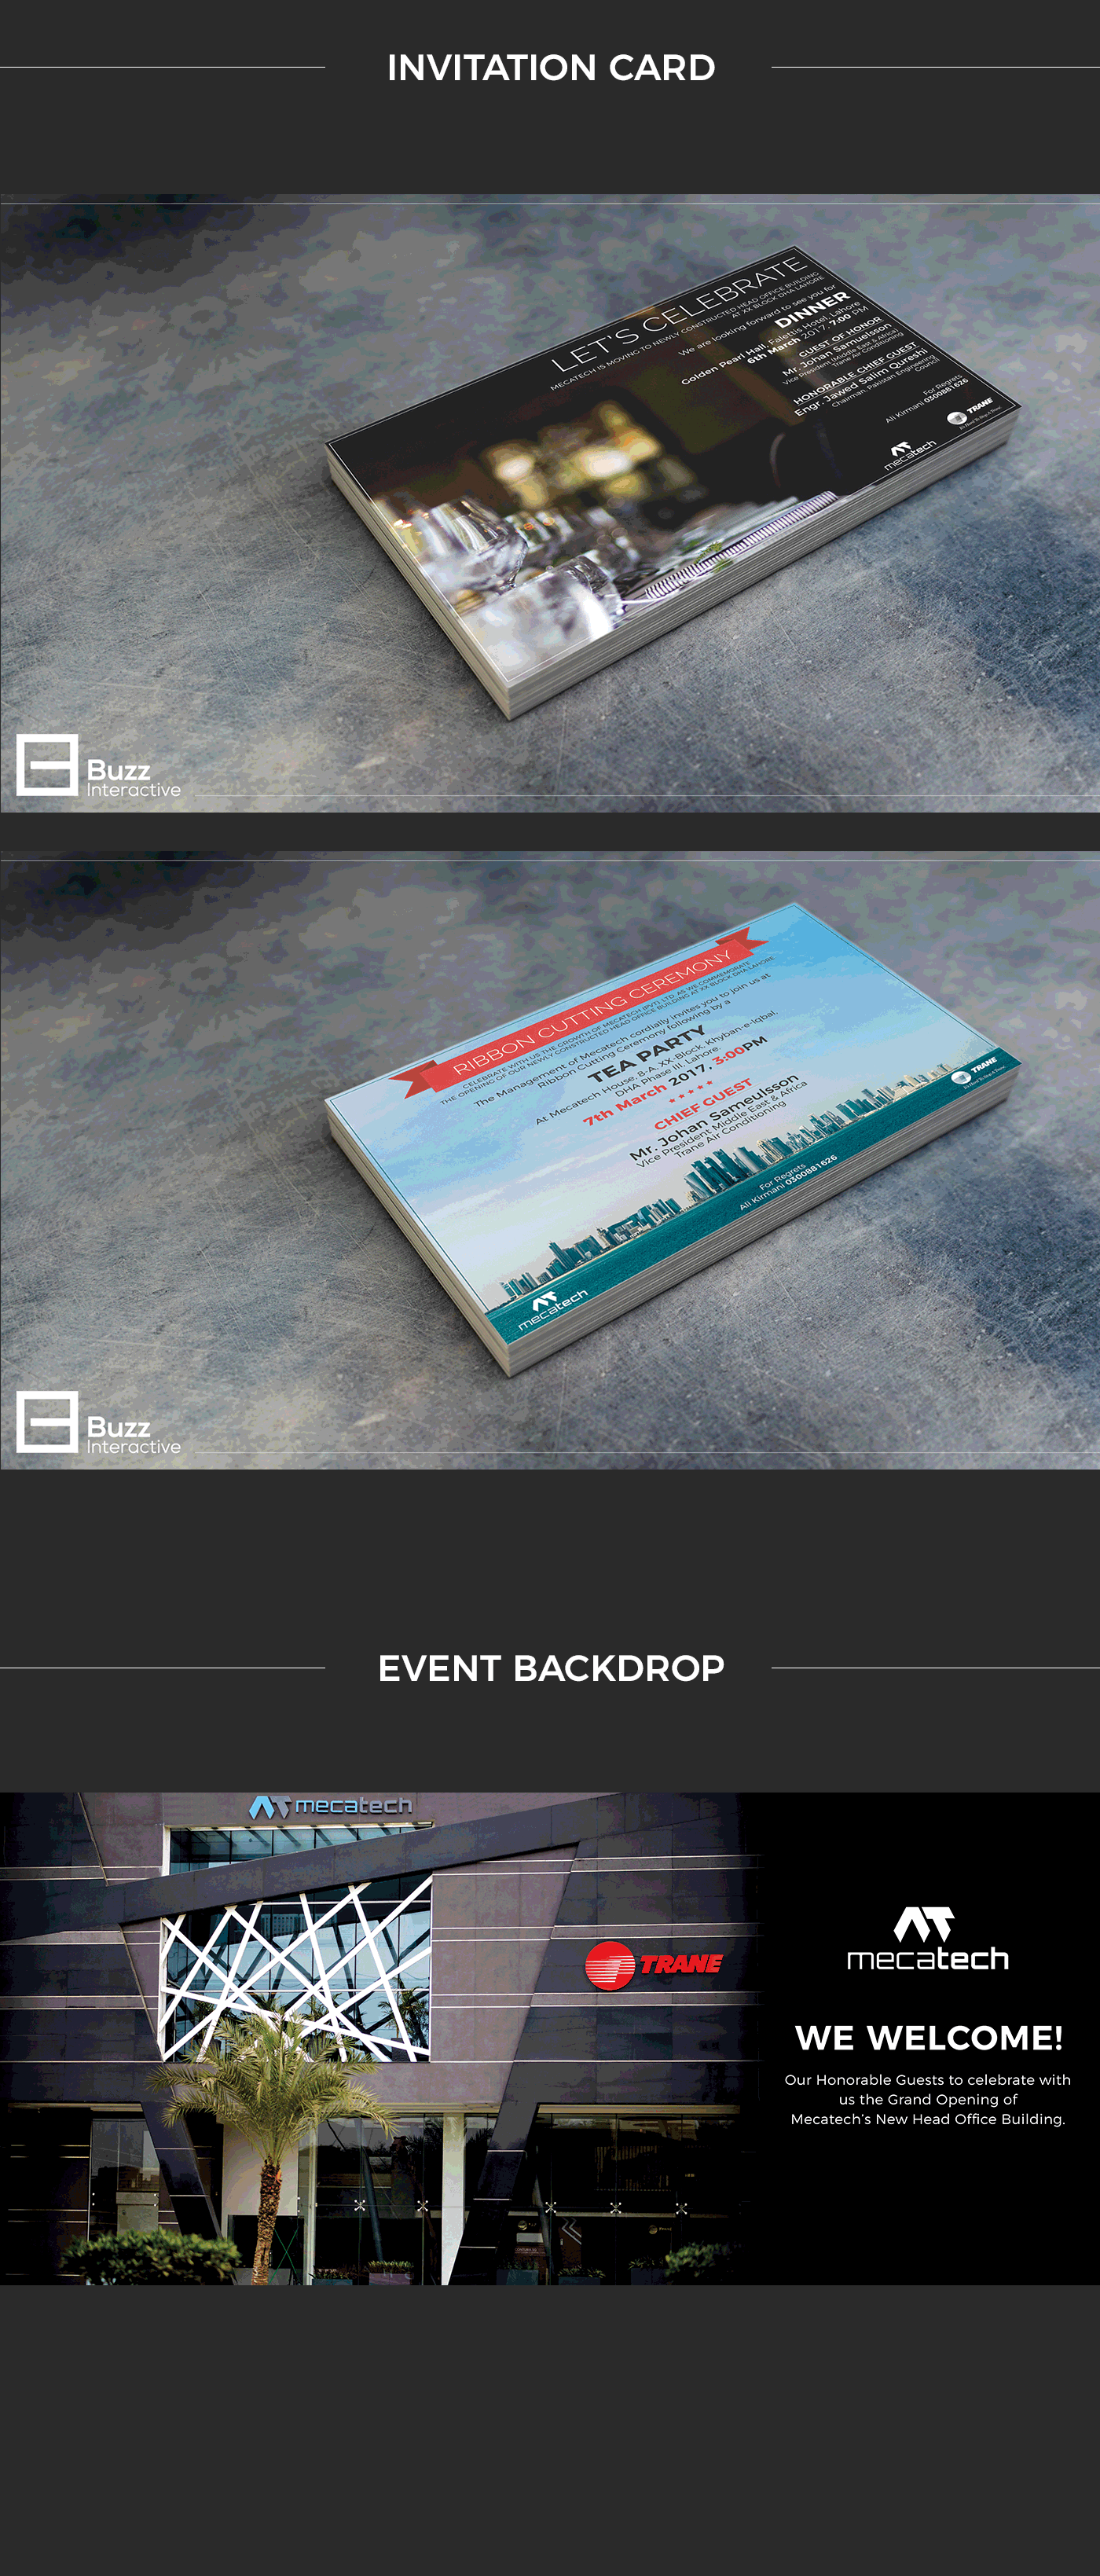 INVITATION CARD
LET'S CELEBRATE
MECATECH IS MOVING TO NEWLY CONSTRUCTED HEAD OFFICE BUILDING
AT XX BLOCK DHA LAHORE
We are looking forward to see you for
DINNER
Golden Pearl Hall, Falettis Hotel, Lahore
6th March 2017, 7:00 PM
GUEST OF HONOR
Mr. Johan Samuelsson
Vice President Middle East & Africa
Trane Air Conditioning
HONORABLE CHIEF GUEST
Engr. Jawed Salim Qureshi
Chairman Pakistan Engineering
Council
For Regrets
Ali Kirmani 0300881626
TRANE
mecatech
Buzz
Interactive
RIBBON CUTTING CEREMONY
CELEBRATE WITH US THE GROWTH OF MECATECH (PVT) LTD. AS WE COMMEMORATE
THE OPENING OF OUR NEWLY CONSTRUCTED HEAD OFFICE BUILDING AT XX BLOCK DHA LAHORE
The Management of Mecatech cordially invites you to join us at
Ribbon Cutting Ceremony following by a
TEA PARTY
At Mecatech House, 8-A, XX-Block, Khyban-e-Iqbal.
DHA Phase III, Lahore.
7th March 2017, 3:00PM
CHIEF GUEST
Mr. Johan Sameulsson
Vice President Middle East & Africa
Trane Air Conditioning
For Regrets
Ali Kirmani 0300881626
TRANE
mecatech
Buzz
Interactive
EVENT BACKDROP
mecatech
TRANE
mecatech
WE WELCOME!
Our Honorable Guests to celebrate with
us the Grand Opening of
Mecatech's New Head Office Building.